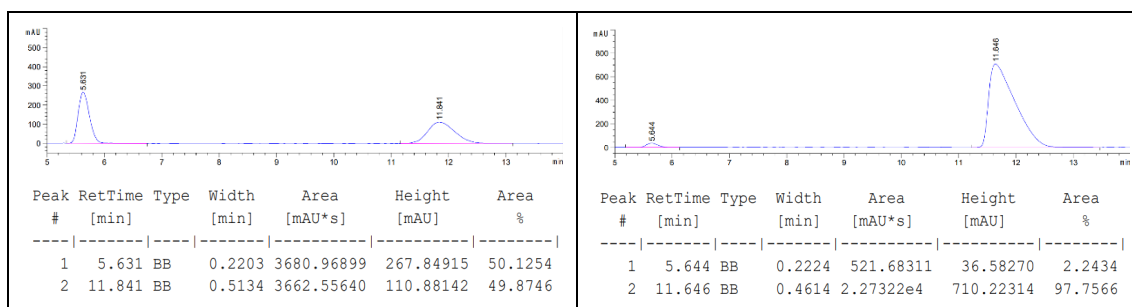 mAU
500
400
300
200
100
0
5.631
11.841
5 6 7 8 9 10 11 12 13 min
Peak RetTime Type Width Area Height Area
# [min] [min] [mAU*s] [mAU] %
----|-------|----|-------|----------|----------|--------|
1 5.631 BB 0.2203 3680.96899 267.84915 50.1254
2 11.841 BB 0.5134 3662.55640 110.88142 49.8746
mAU
800
600
400
200
0
5.644
11.646
5 6 7 8 9 10 11 12 13 min
Peak RetTime Type Width Area Height Area
# [min] [min] [mAU*s] [mAU] %
----|-------|----|-------|----------|----------|--------|
1 5.644 BB 0.2224 521.68311 36.58270 2.2434
2 11.646 BB 0.4614 2.27322e4 710.22314 97.7566